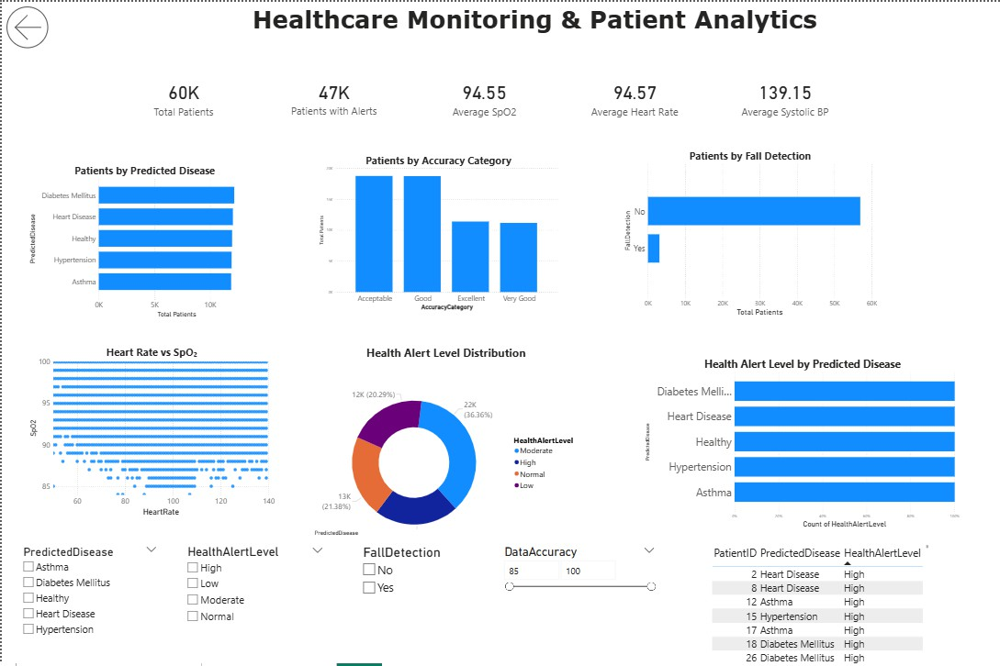 Healthcare Monitoring & Patient Analytics
60K
Total Patients
47K
Patients with Alerts
94.55
Average SpO2
94.57
Average Heart Rate
139.15
Average Systolic BP
Patients by Predicted Disease
PredictedDisease
Diabetes Mellitus
Heart Disease
Healthy
Hypertension
Asthma
0K 5K 10K
Total Patients
Patients by Accuracy Category
Total Patients
Acceptable Good Excellent Very Good
AccuracyCategory
Patients by Fall Detection
FallDetection
No
Yes
0K 10K 20K 30K 40K 50K 60K
Total Patients
Heart Rate vs SpO₂
SpO2
100
95
90
85
60 80 100 120 140
HeartRate
Health Alert Level Distribution
12K (20.29%)
22K
(36.36%)
13K
(21.38%)
HealthAlertLevel
Moderate
High
Normal
Low
PredictedDisease
Health Alert Level by Predicted Disease
PredictedDisease
Diabetes Melli...
Heart Disease
Healthy
Hypertension
Asthma
0% 20% 40% 60% 80% 100%
Count of HealthAlertLevel
PredictedDisease
Asthma
Diabetes Mellitus
Healthy
Heart Disease
Hypertension
HealthAlertLevel
High
Low
Moderate
Normal
FallDetection
No
Yes
DataAccuracy
85 100
PatientID PredictedDisease HealthAlertLevel
2 Heart Disease High
8 Heart Disease High
12 Asthma High
15 Hypertension High
17 Asthma High
18 Diabetes Mellitus High
26 Diabetes Mellitus High